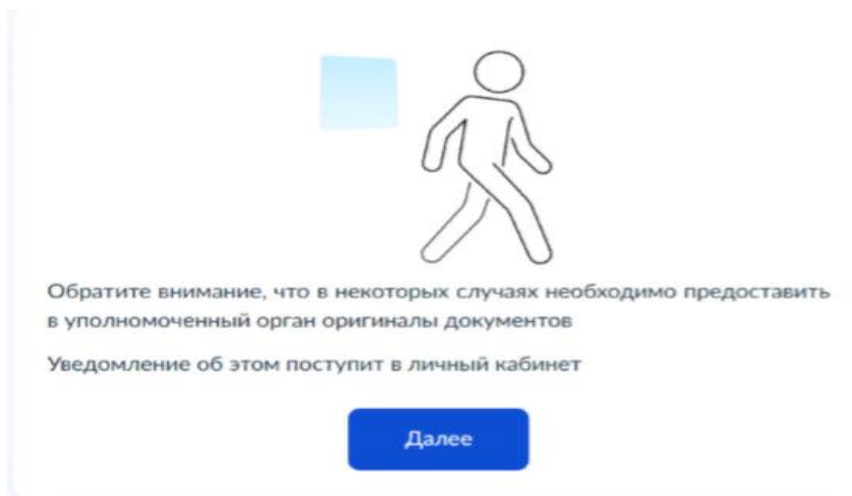 Обратите внимание, что в некоторых случаях необходимо предоставить
в уполномоченный орган оригиналы документов
Уведомление об этом поступит в личный кабинет
Далее